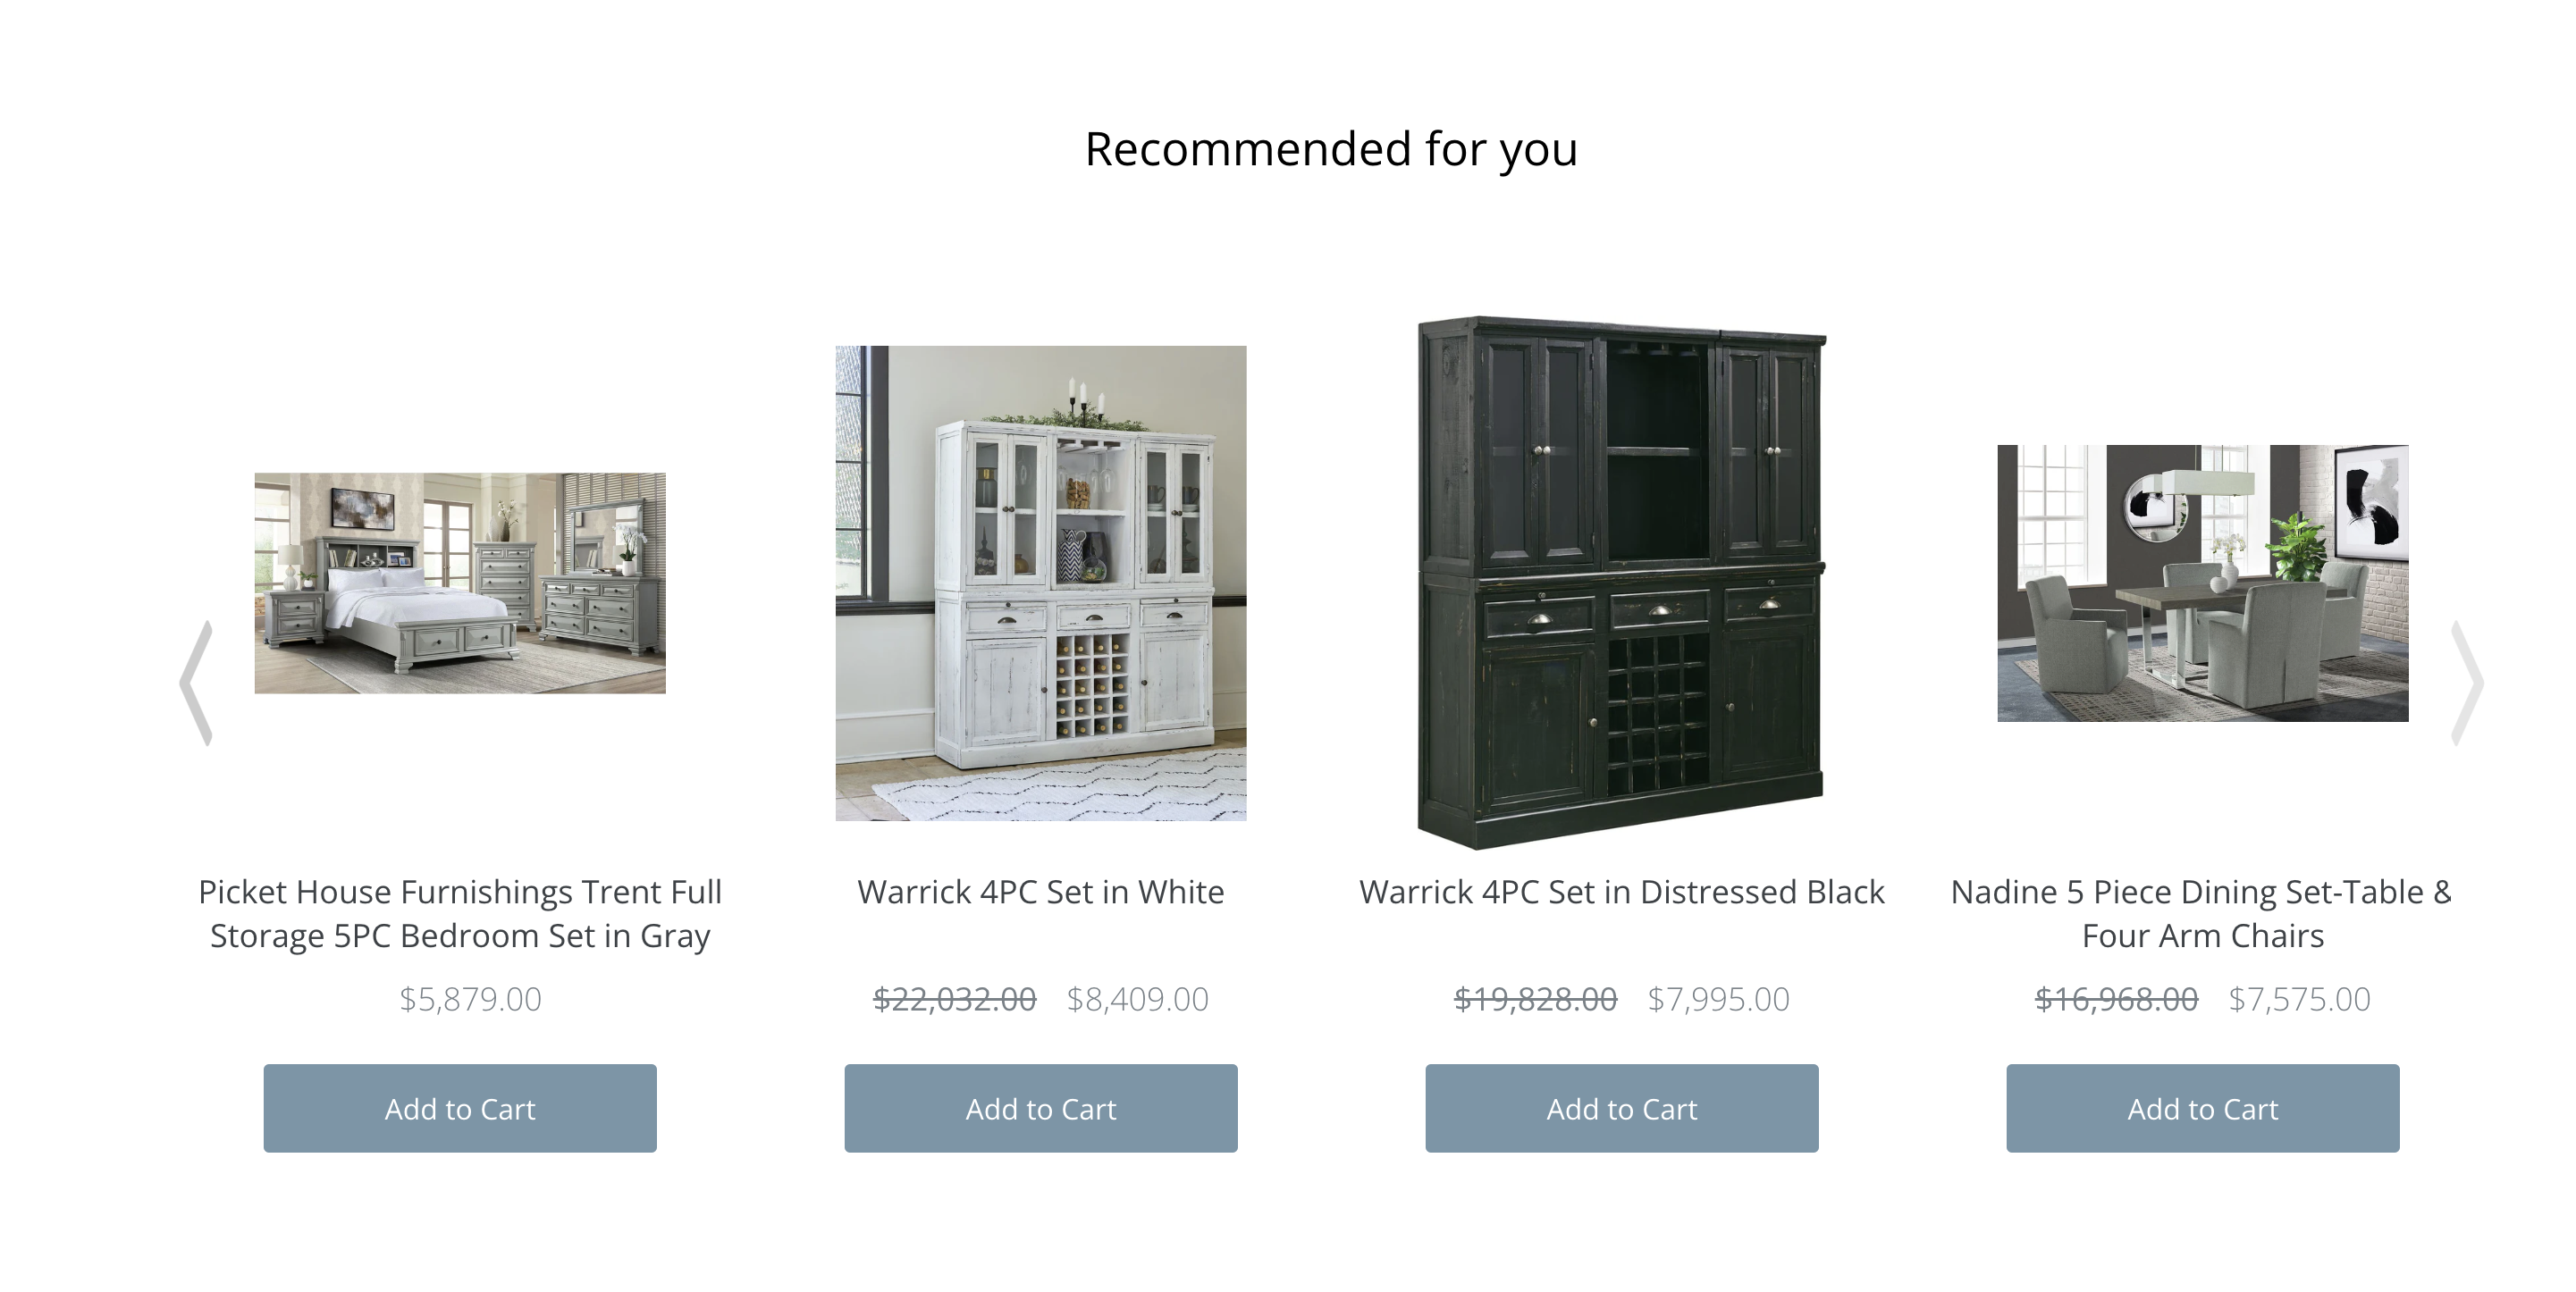 Recommended for you
Picket House Furnishings Trent Full
Storage 5PC Bedroom Set in Gray
$5,879.00
Add to Cart
Warrick 4PC Set in White
$22,032.00 $8,409.00
Add to Cart
Warrick 4PC Set in Distressed Black
$19,828.00 $7,995.00
Add to Cart
Nadine 5 Piece Dining Set-Table &
Four Arm Chairs
$16,968.00 $7,575.00
Add to Cart